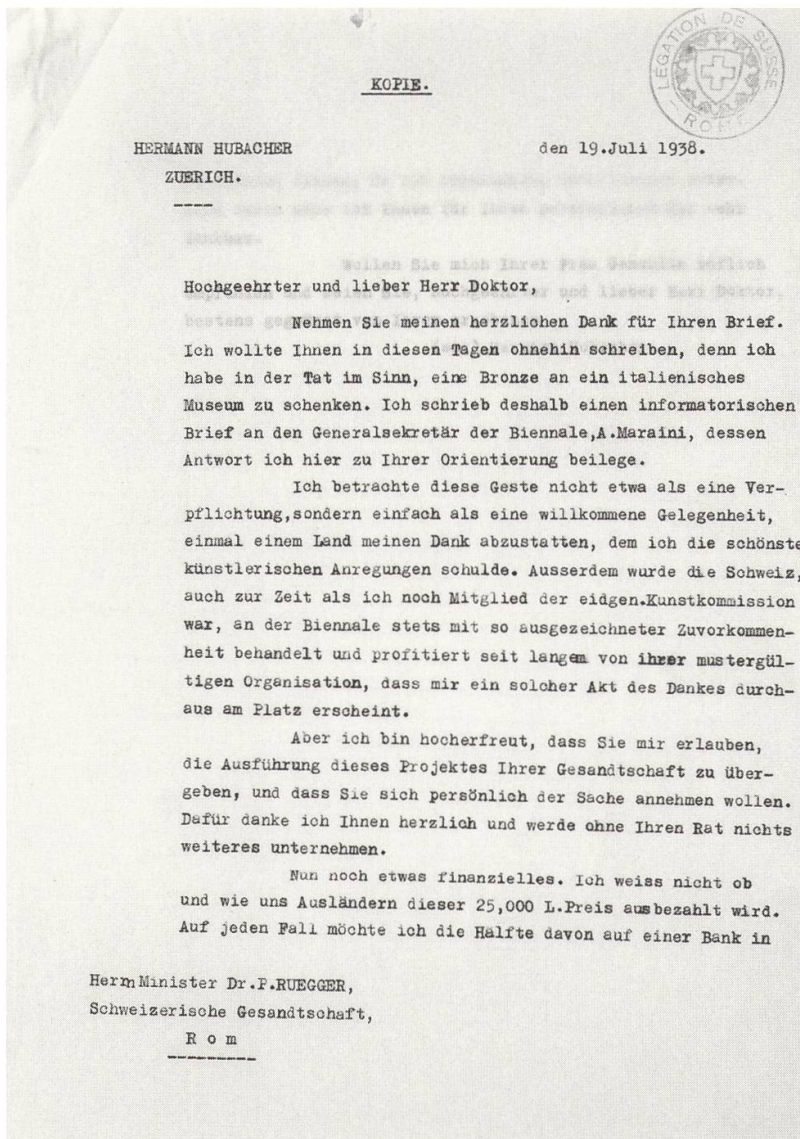 KOPIE.
LÉGATION DE SUISSE
ROME
HERMANN HUBACHER
den 19.Juli 1938.
ZUERICH.
Hochgeehrter und lieber Herr Doktor,
Nehmen Sie meinen herzlichen Dank für Ihren Brief.
Ich wollte Ihnen in diesen Tagen ohnehin schreiben, denn ich
habe in der Tat im Sinn, eine Bronze an ein italienisches
Museum zu schenken. Ich schrieb deshalb einen informatorischen
Brief an den Generalsekretär der Biennale,A.Maraini, dessen
Antwort ich hier zu Ihrer Orientierung beilege.
Ich betrachte diese Geste nicht etwa als eine Ver-
pflichtung,sondern einfach als eine willkommene Gelegenheit,
einmal einem Land meinen Dank abzustatten, dem ich die schönste
künstlerischen Anregungen schulde. Ausserdem wurde die Schweiz,
auch zur Zeit als ich noch Mitglied der eidgen.Kunstkommission
war, an der Biennale stets mit so ausgezeichneter Zuvorkommen-
heit behandelt und profitiert seit langem von ihrer mustergül-
tigen Organisation, dass mir ein solcher Akt des Dankes durch-
aus am Platz erscheint.
Aber ich bin hocherfreut, dass Sie mir erlauben,
die Ausführung dieses Projektes Ihrer Gesandtschaft zu über-
geben, und dass Sie sich persönlich der Sache annehmen wollen.
Dafür danke ich Ihnen herzlich und werde ohne Ihren Rat nichts
weiteres unternehmen.
Nun noch etwas finanzielles. Ich weiss nicht ob
und wie uns Ausländern dieser 25,000 L.Preis ausbezahlt wird.
Auf jeden Fall möchte ich die Hälfte davon auf einer Bank in
Herrn Minister Dr.P.RUEGGER,
Schweizerische Gesandtschaft,
R o m